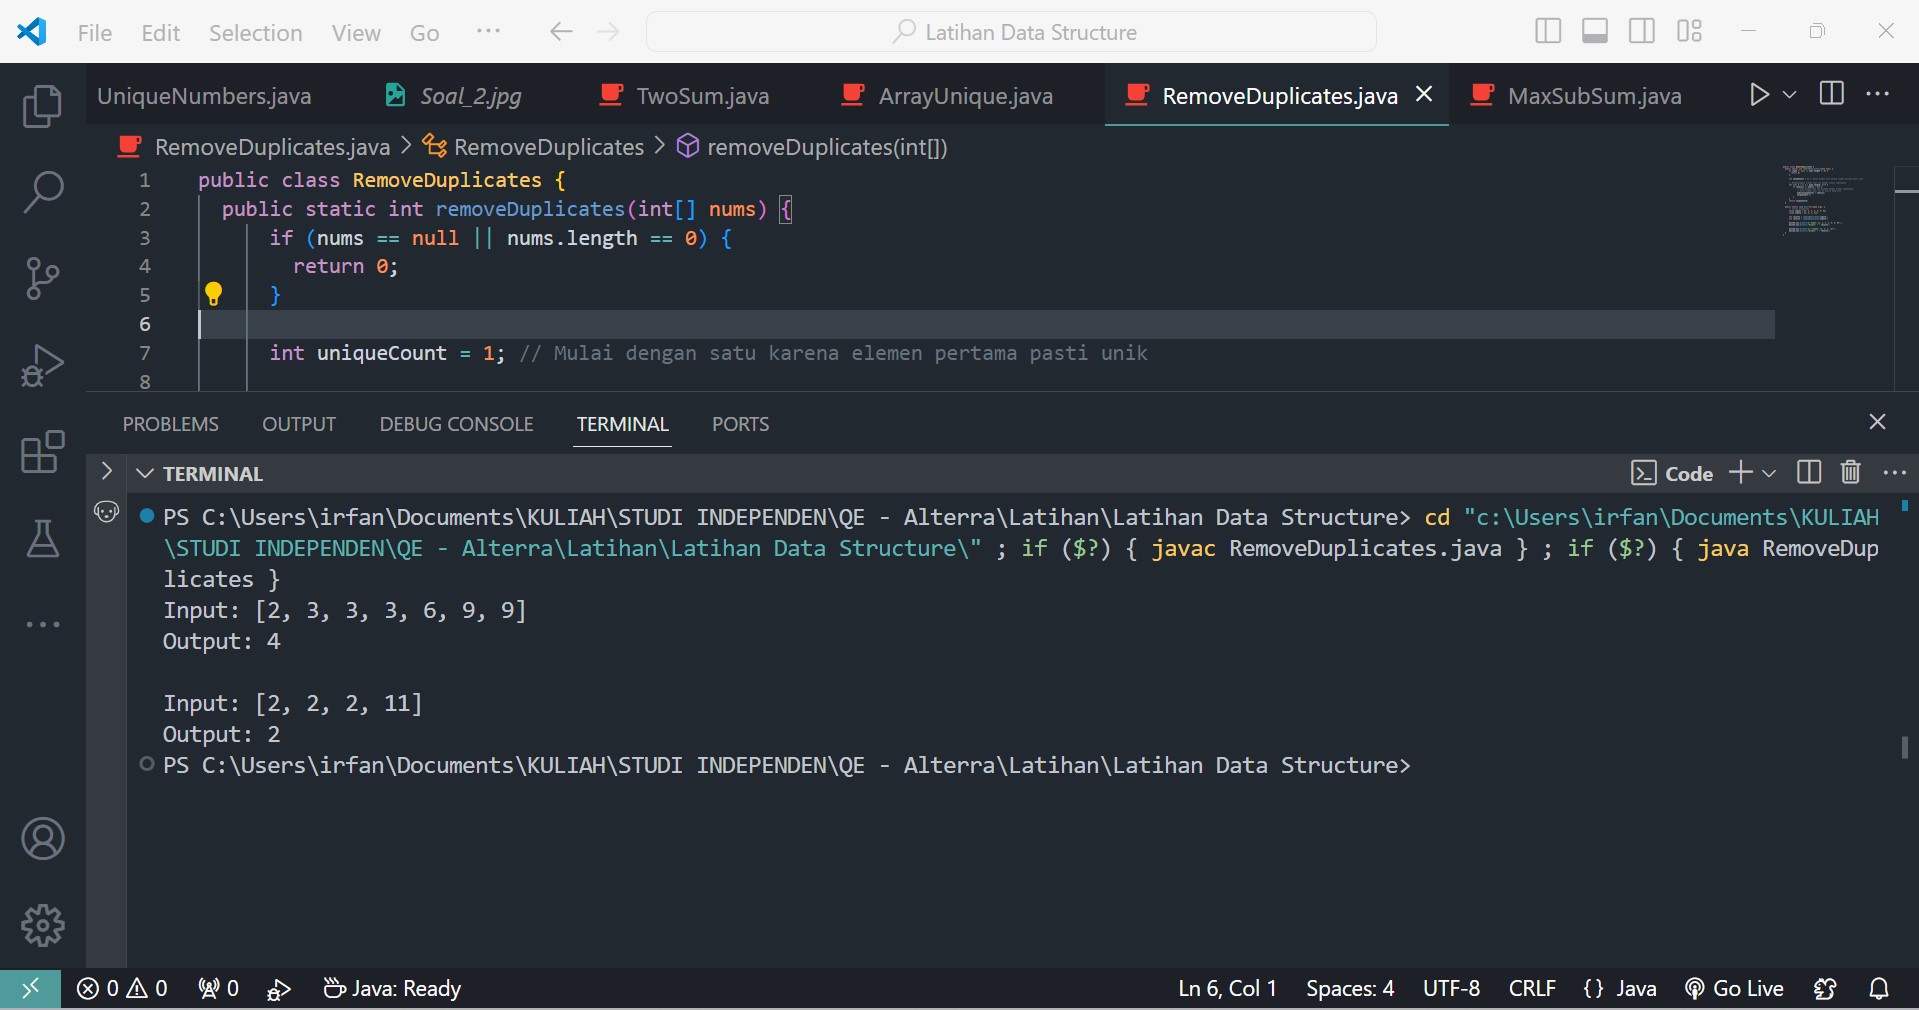 File Edit Selection View Go ··· Latihan Data Structure
UniqueNumbers.java Soal_2.jpg TwoSum.java ArrayUnique.java RemoveDuplicates.java MaxSubSum.java
RemoveDuplicates.java > RemoveDuplicates > removeDuplicates(int[])
1 public class RemoveDuplicates {
2 public static int removeDuplicates(int[] nums) {
3 if (nums == null || nums.length == 0) {
4 return 0;
5 }
6
7 int uniqueCount = 1; // Mulai dengan satu karena elemen pertama pasti unik
8
PROBLEMS OUTPUT DEBUG CONSOLE TERMINAL PORTS
TERMINAL Code
PS C:\Users\irfan\Documents\KULIAH\STUDI INDEPENDEN\QE - Alterra\Latihan\Latihan Data Structure> cd "c:\Users\irfan\Documents\KULIAH
\STUDI INDEPENDEN\QE - Alterra\Latihan\Latihan Data Structure\" ; if ($?) { javac RemoveDuplicates.java } ; if ($?) { java RemoveDup
licates }
Input: [2, 3, 3, 3, 6, 9, 9]
Output: 4
Input: [2, 2, 2, 11]
Output: 2
PS C:\Users\irfan\Documents\KULIAH\STUDI INDEPENDEN\QE - Alterra\Latihan\Latihan Data Structure>
0 0 0 Java: Ready Ln 6, Col 1 Spaces: 4 UTF-8 CRLF {} Java Go Live